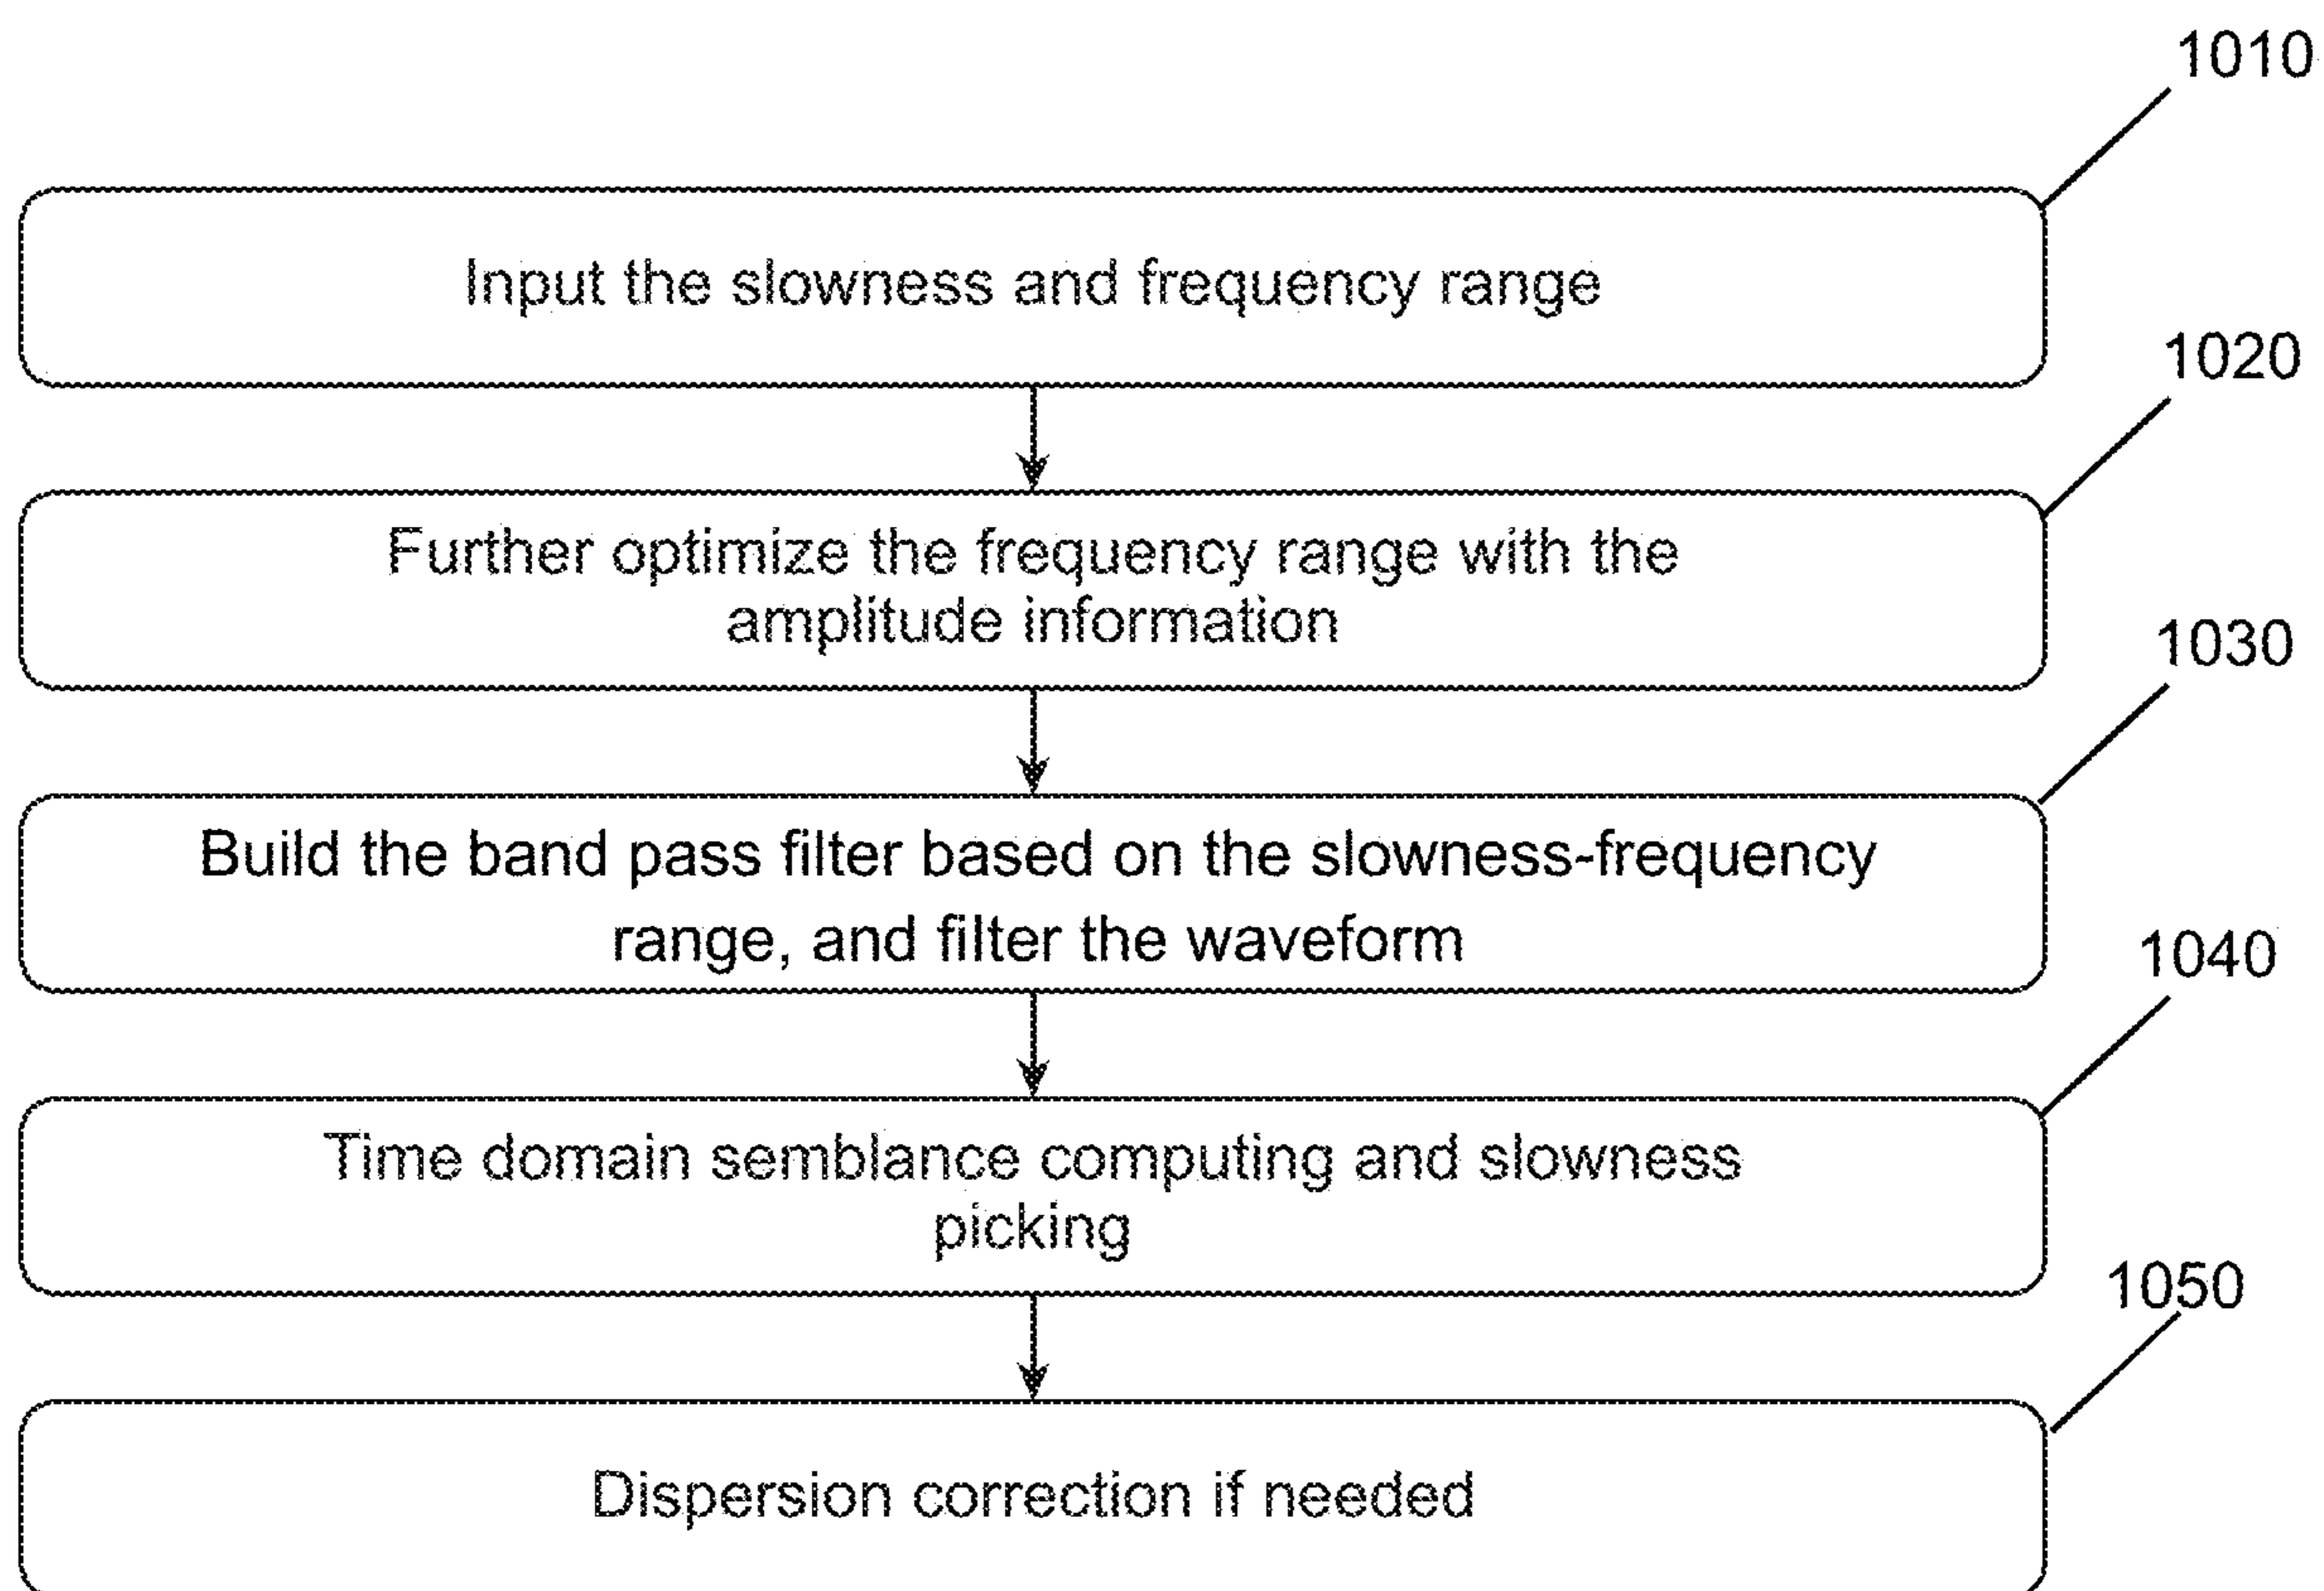 1010
Input the slowness and frequency range
1020
Further optimize the frequency range with the
amplitude information
1030
Build the band pass filter based on the slowness-frequency
range, and filter the waveform
1040
Time domain semblance computing and slowness
picking
1050
Dispersion correction if needed